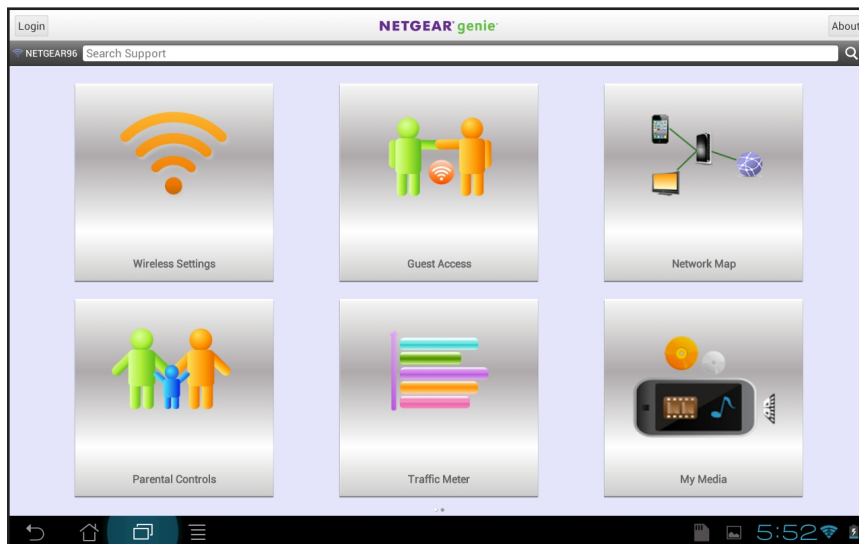 Login
NETGEAR® genie™
About
NETGEAR96
Search Support
Wireless Settings
Guest Access
Network Map
Parental Controls
Traffic Meter
My Media
5:52